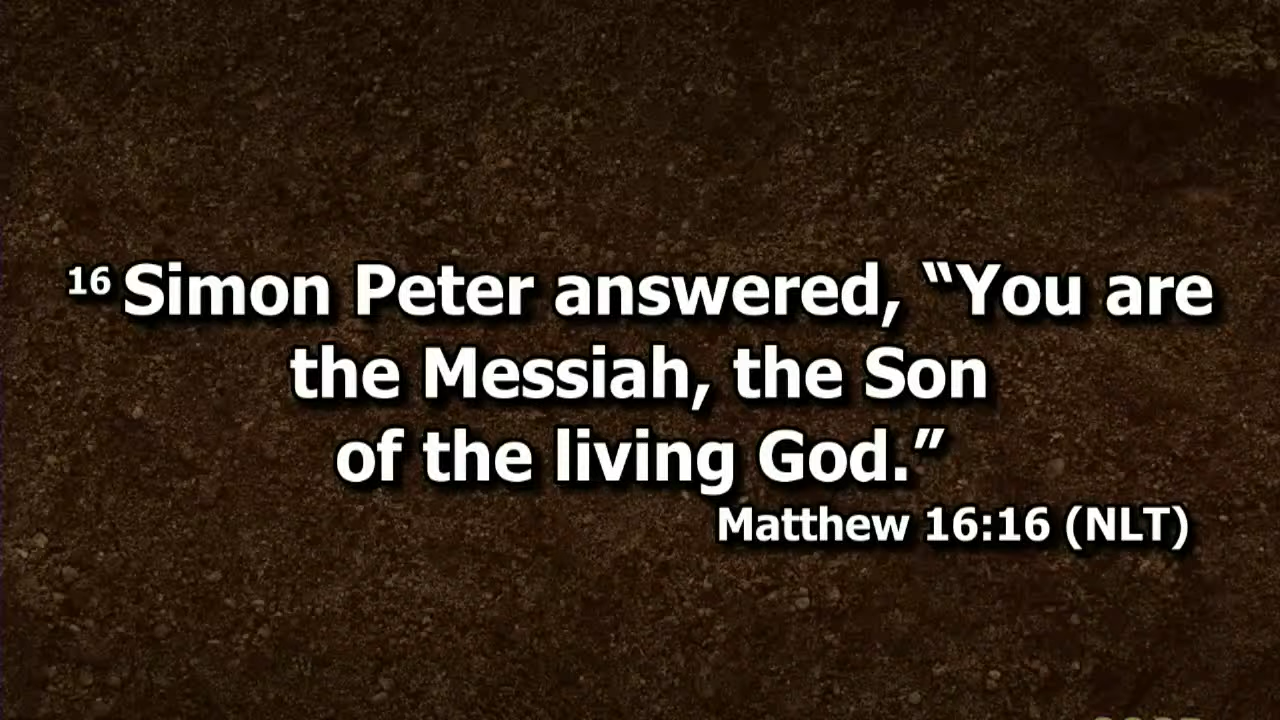 16 Simon Peter answered, “You are
the Messiah, the Son
of the living God.”
Matthew 16:16 (NLT)